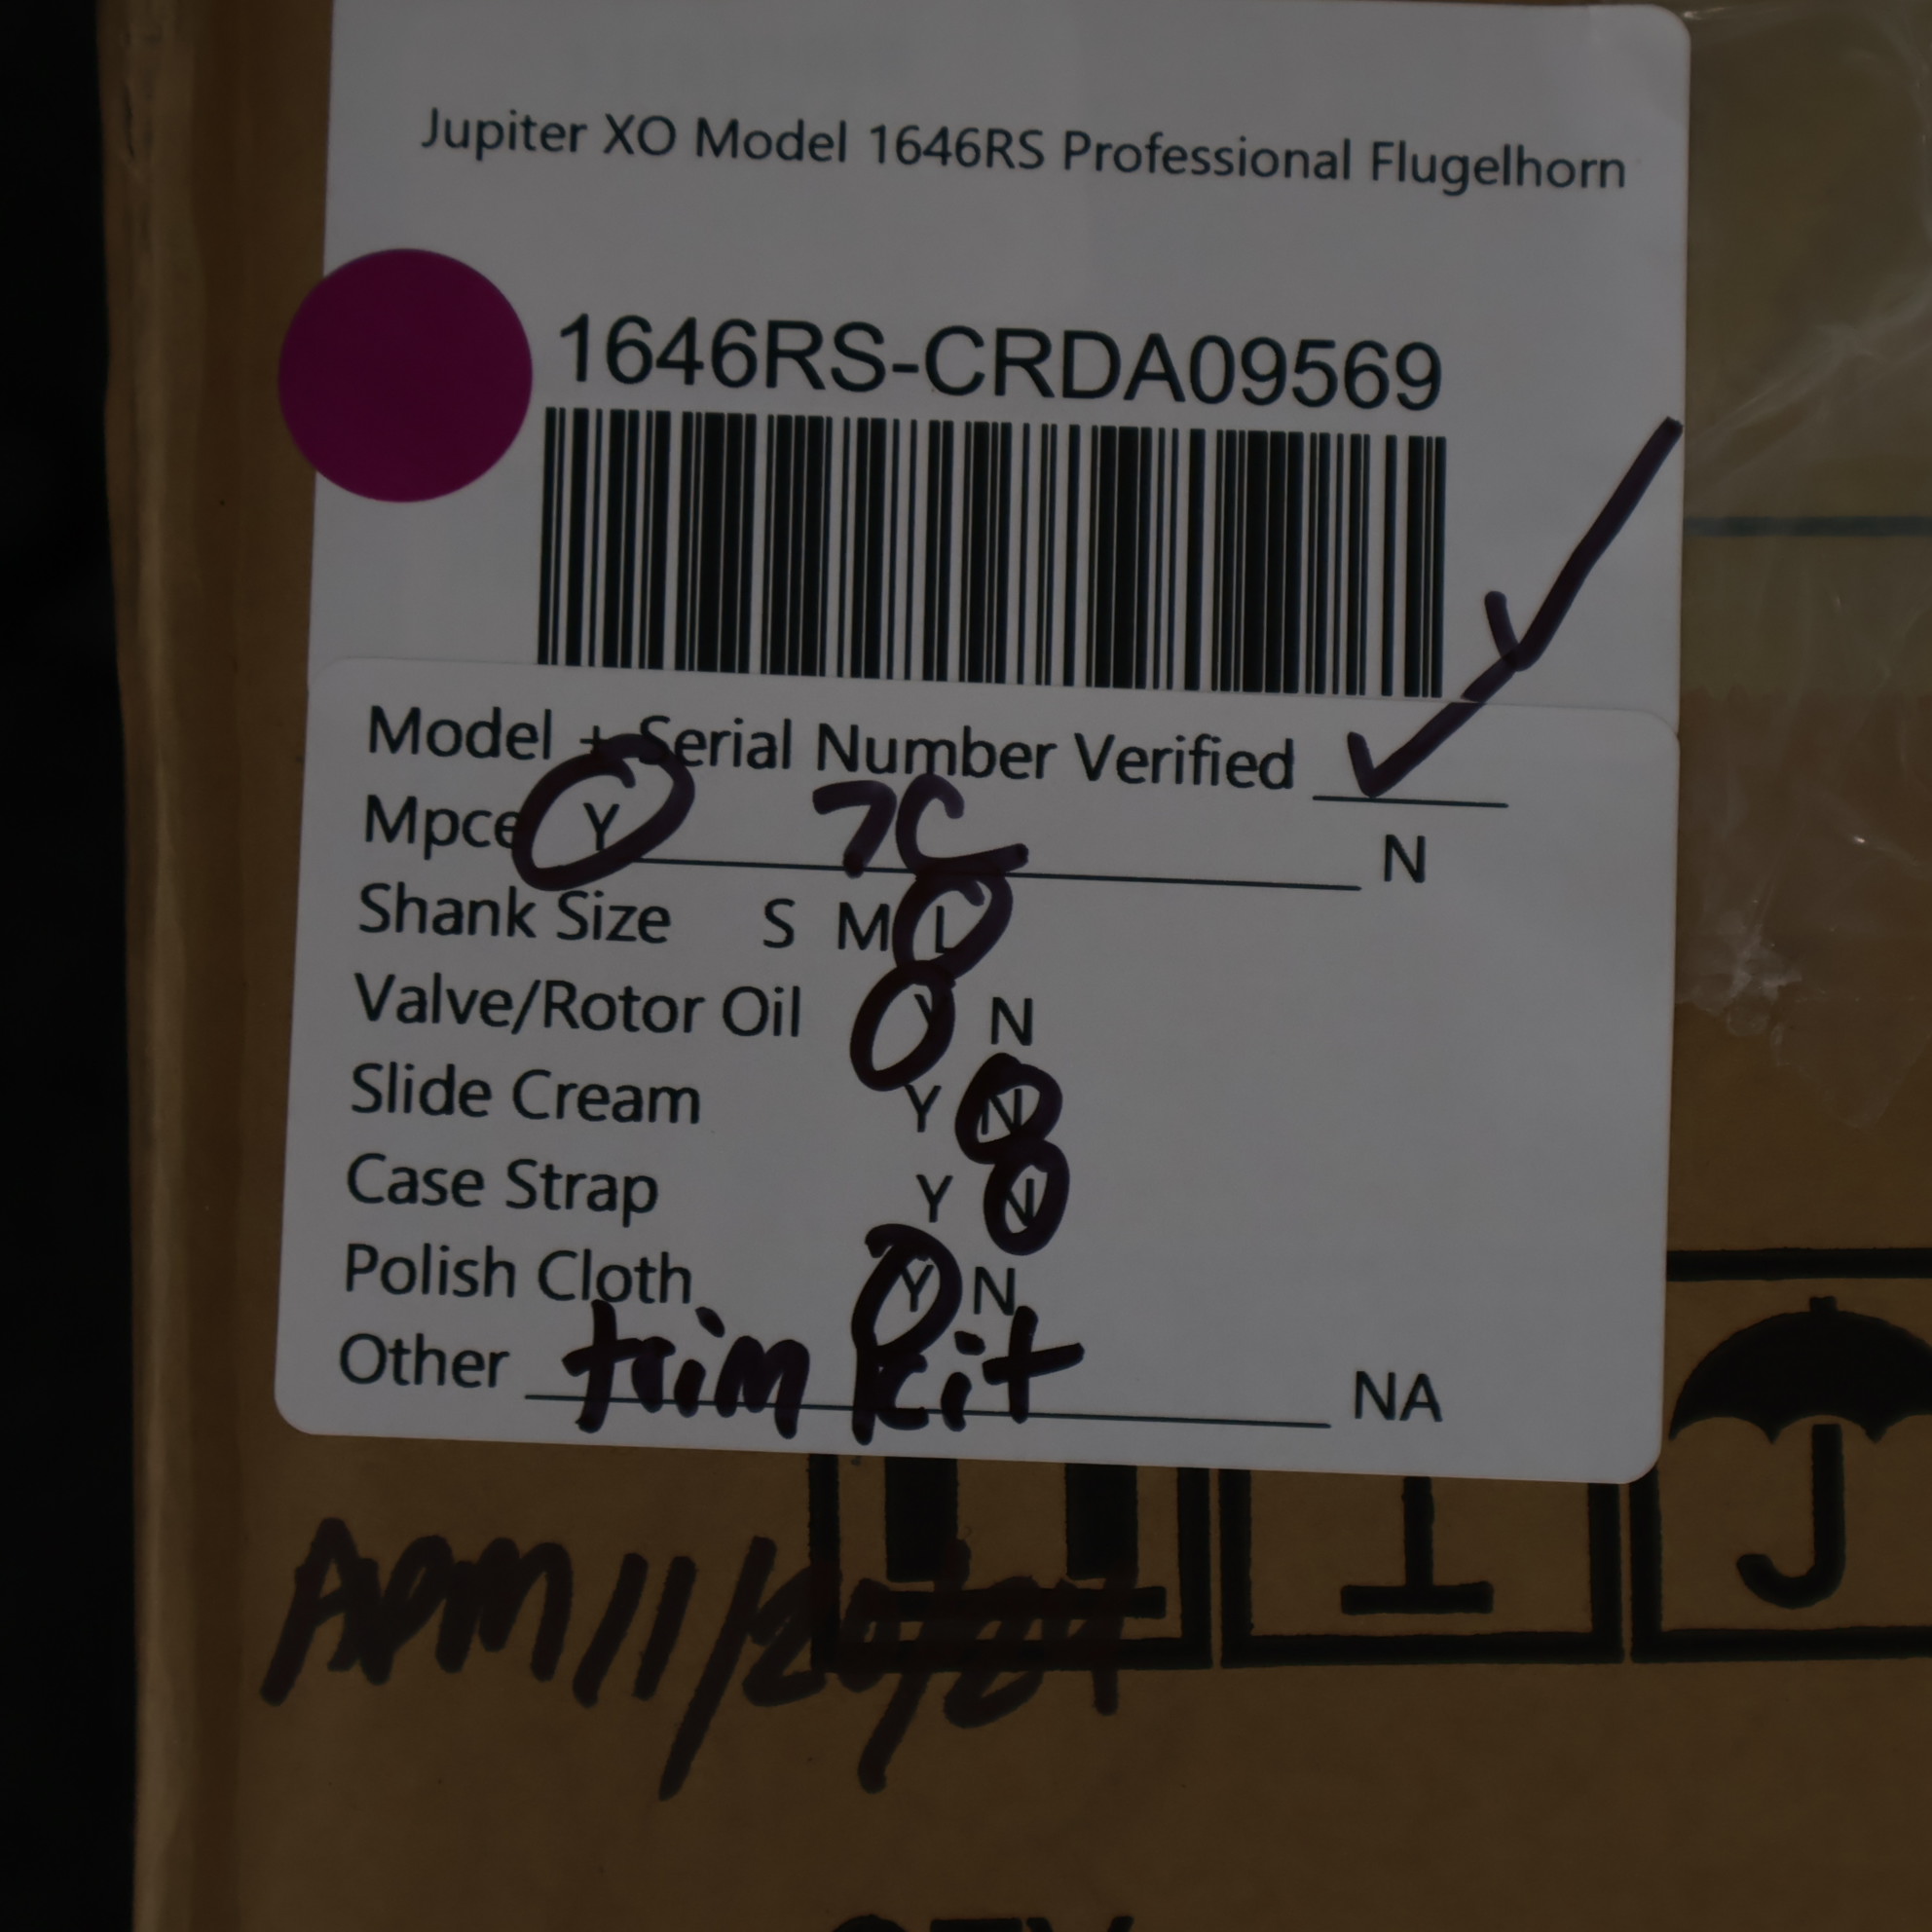 Jupiter XO Model 1646RS Professional Flugelhorn
1646RS-CRDA09569
Model + Serial Number Verified ✓
Mpce Y 7C N
Shank Size S M L
Valve/Rotor Oil Y N
Slide Cream Y N
Case Strap Y N
Polish Cloth Y N
Other trim kit NA